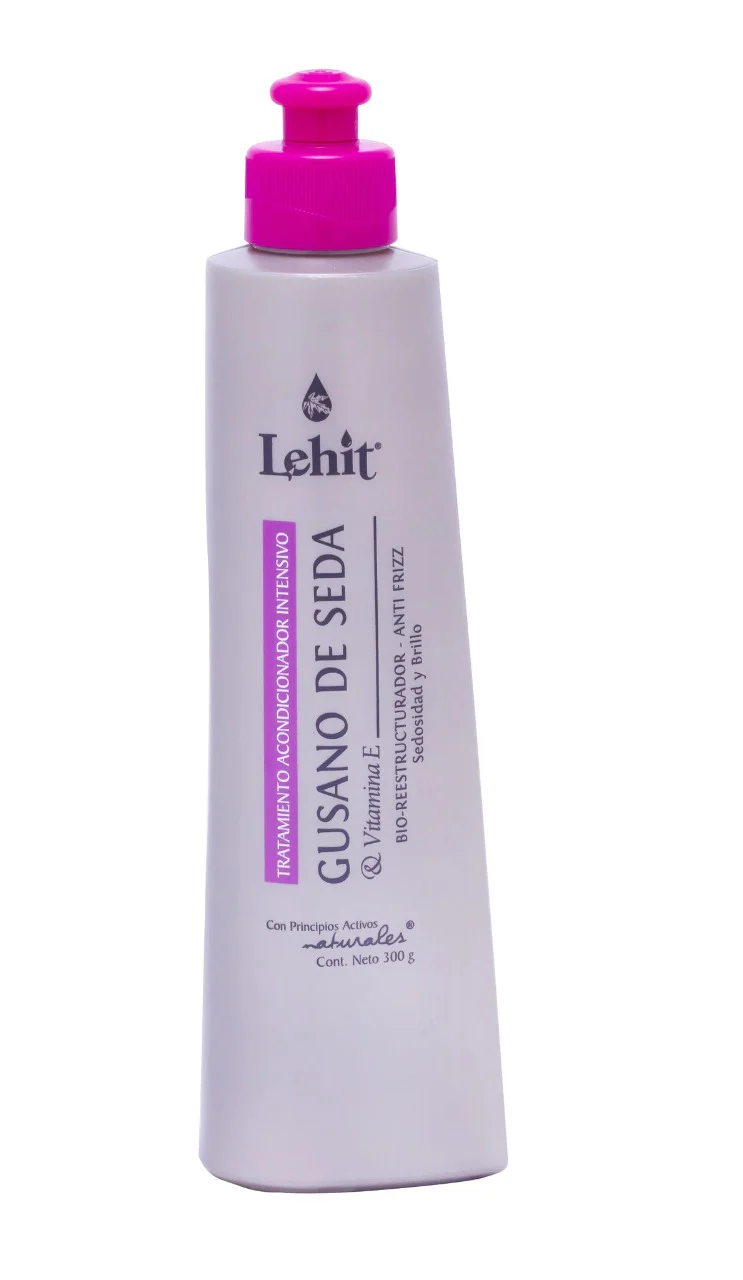 Lehit®
TRATAMIENTO ACONDICIONADOR INTENSIVO
GUSANO DE SEDA
& Vitamina E
BIO-REESTRUCTURADOR - ANTI FRIZZ
Sedosidad y Brillo
Con Principios Activos
naturales®
Cont. Neto 300 g